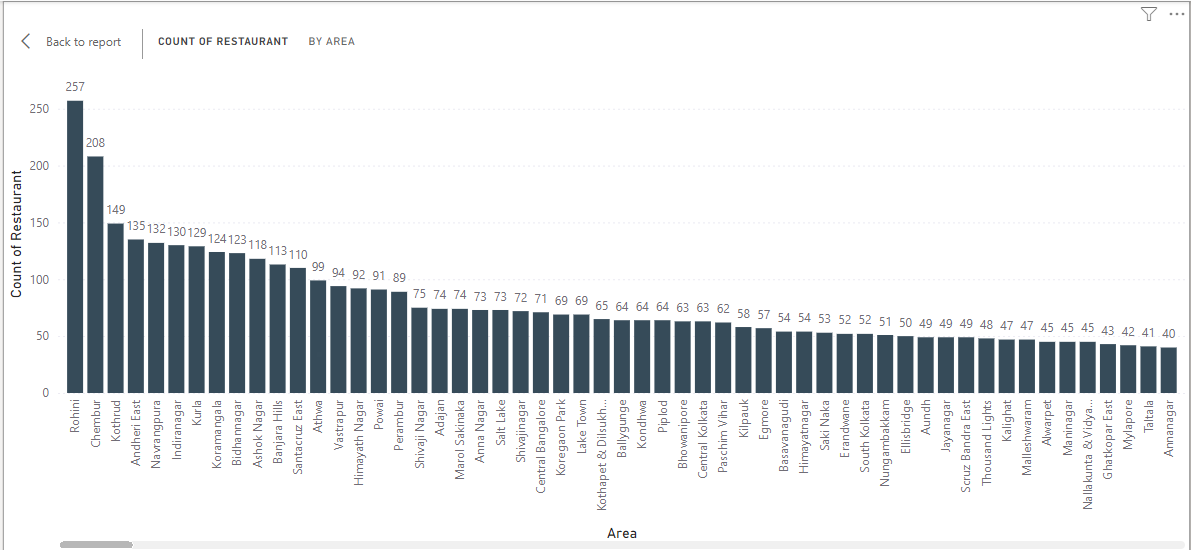 Back to report
COUNT OF RESTAURANT
BY AREA
Count of Restaurant
250
200
150
100
50
0
257
208
149
135
132
130
129
124
123
118
113
110
99
94
92
91
89
75
74
74
73
73
72
71
69
69
65
64
64
64
63
63
62
58
57
54
54
53
52
52
51
50
49
49
49
48
47
47
45
45
45
43
42
41
40
Rohini
Chembur
Kothrud
Andheri East
Navrangpura
Indiranagar
Kurla
Koramangala
Bidhannagar
Ashok Nagar
Banjara Hills
Santacruz East
Athwa
Vastrapur
Himayath Nagar
Powai
Perambur
Shivaji Nagar
Adajan
Marol Sakinaka
Anna Nagar
Salt Lake
Shivajinagar
Central Bangalore
Koregaon Park
Lake Town
Kothapet & Dilsukh...
Ballygunge
Kondhwa
Piplod
Bhowanipore
Central Kolkata
Paschim Vihar
Kilpauk
Egmore
Basavanagudi
Himayatnagar
Saki Naka
Erandwane
South Kolkata
Nungambakkam
Ellisbridge
Aundh
Jayanagar
Scruz Bandra East
Thousand Lights
Kalighat
Malleshwaram
Alwarpet
Maninagar
Nallakunta & Vidya...
Ghatkopar East
Mylapore
Taltala
Annanagar
Area